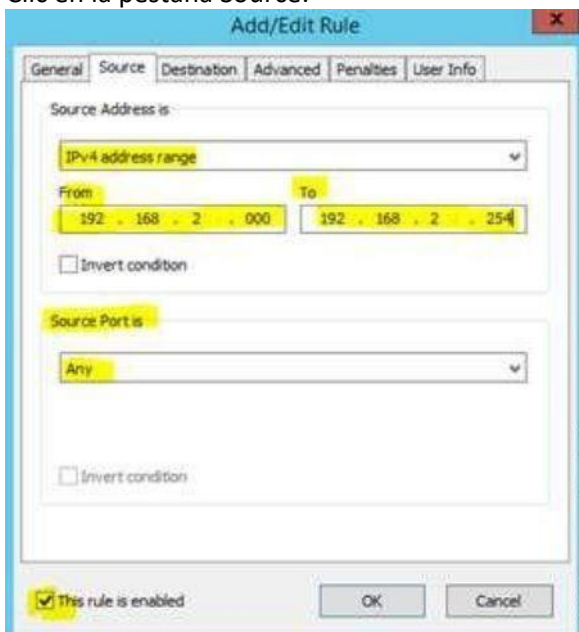 Clic en la pestaña Source.
Add/Edit Rule
x
General Source Destination Advanced Penalties User Info
Source Address is
IPv4 address range
From To
192 . 168 . 2 . 000 192 . 168 . 2 . 254
Invert condition
Source Port is
Any
Invert condition
This rule is enabled OK Cancel